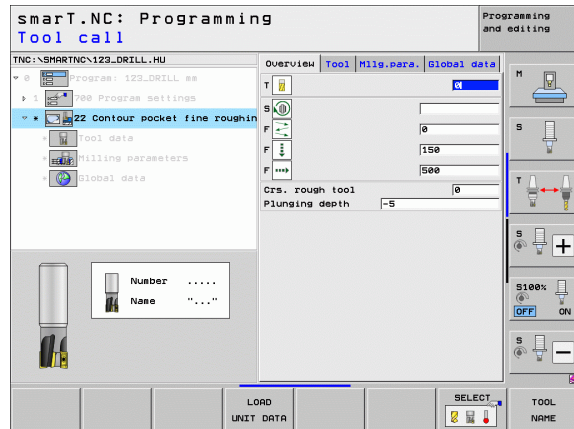 smarT.NC: Programming
Tool call
Programming and editing
TNC:\SMARTNC\123_DRILL.HU
0 Program: 123_DRILL mm
1 700 Program settings
* 22 Contour pocket fine roughin
* Tool data
* Milling parameters
* Global data
Overview Tool Mllg.para. Global data
T 0
S
F 0
F 150
F 500
Crs. rough tool 0
Plunging depth -5
Number .....
Name "..."
M
S
T
S
S100%
OFF ON
S
LOAD UNIT DATA
SELECT
TOOL NAME